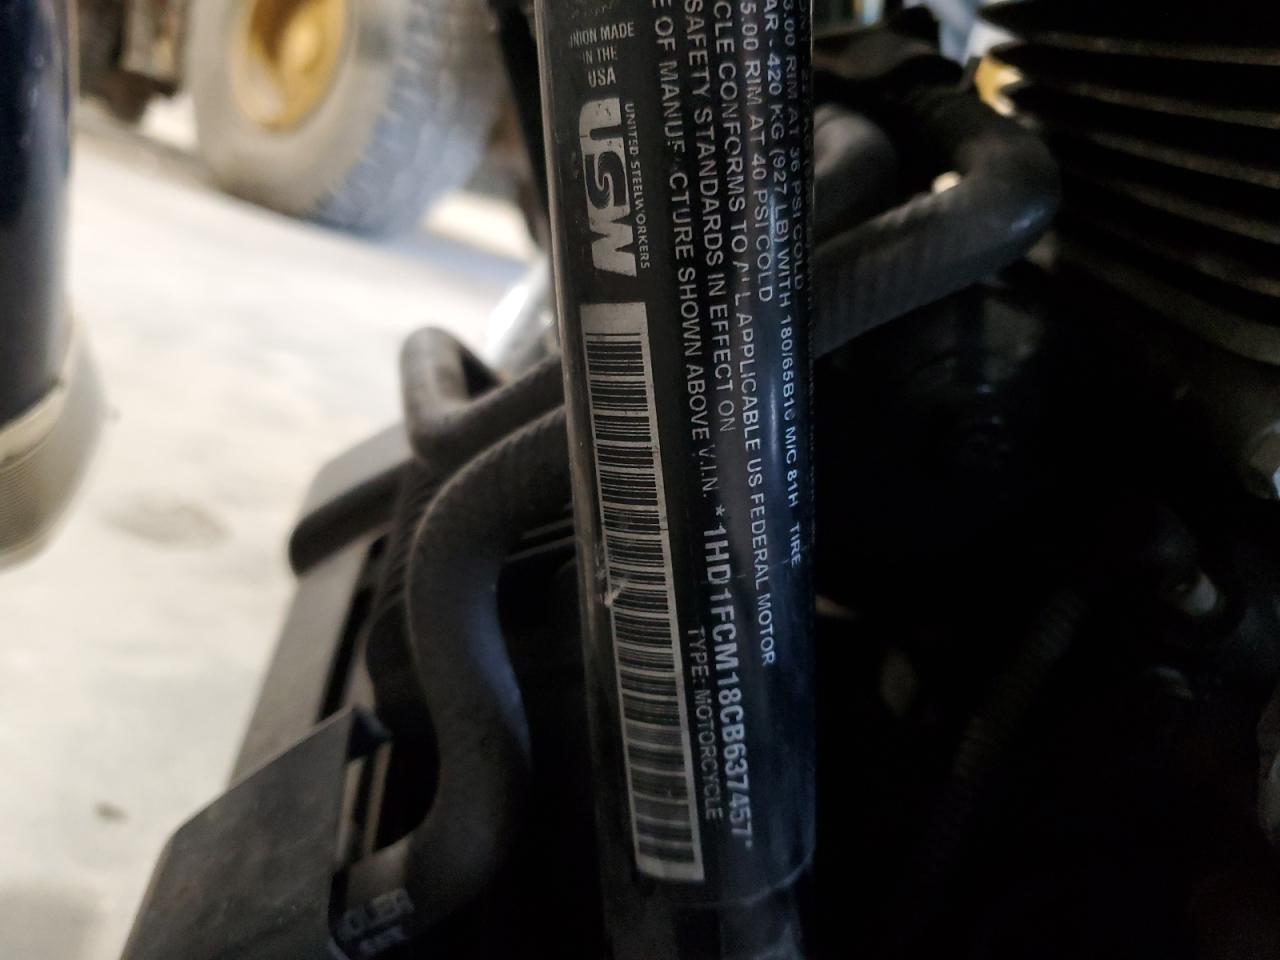 UNION MADE
IN THE
USA
USW
UNITED STEELWORKERS
3.00 RIM AT 36 PSI COLD
AR - 420 KG (927 LB) WITH 180/65B16 M/C 81H TIRE
5.00 RIM AT 40 PSI COLD
CLE CONFORMS TO ALL APPLICABLE US FEDERAL MOTOR
SAFETY STANDARDS IN EFFECT ON
E OF MANUFACTURE SHOWN ABOVE V.I.N. *1HD1FCM18CB637457*
TYPE: MOTORCYCLE